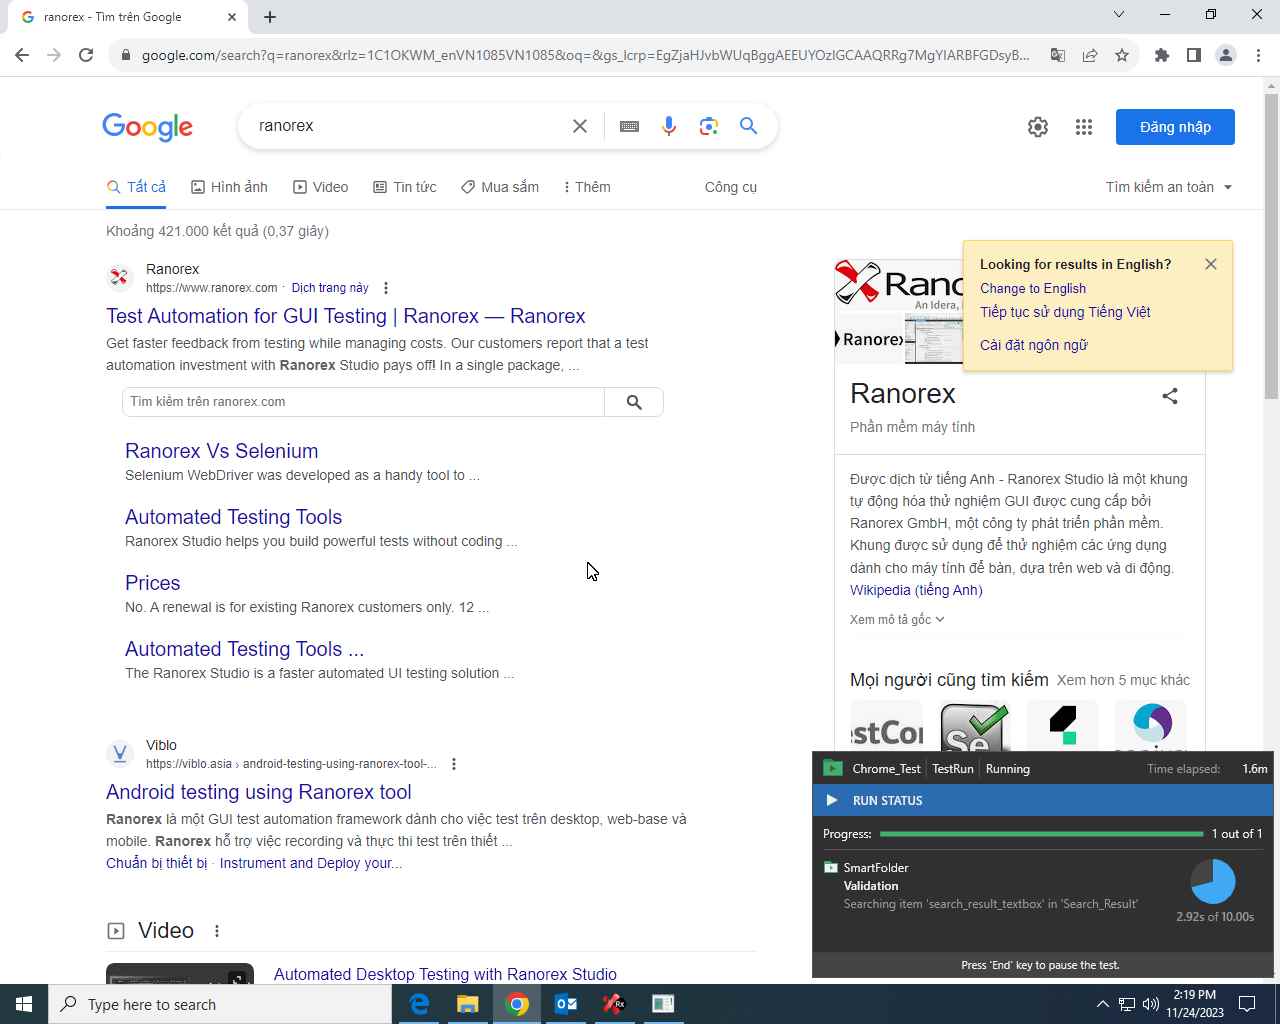 ranorex - Tìm trên Google
google.com/search?q=ranorex&rlz=1C1OKWM_enVN1085VN1085&oq=&gs_lcrp=EgZjaHJvbWUqBggAEEUYOzIGCAAQRRg7MgYIARBFGDsyB...
Google
ranorex
Đăng nhập
Tất cả
Hình ảnh
Video
Tin tức
Mua sắm
Thêm
Công cụ
Tìm kiếm an toàn
Khoảng 421.000 kết quả (0,37 giây)
Ranorex
https://www.ranorex.com · Dịch trang này
Test Automation for GUI Testing | Ranorex — Ranorex
Get faster feedback from testing while managing costs. Our customers report that a test
automation investment with Ranorex Studio pays off! In a single package, ...
Tìm kiếm trên ranorex.com
Ranorex Vs Selenium
Selenium WebDriver was developed as a handy tool to ...
Automated Testing Tools
Ranorex Studio helps you build powerful tests without coding ...
Prices
No. A renewal is for existing Ranorex customers only. 12 ...
Automated Testing Tools ...
The Ranorex Studio is a faster automated UI testing solution ...
Viblo
https://viblo.asia › android-testing-using-ranorex-tool-...
Android testing using Ranorex tool
Ranorex là một GUI test automation framework dành cho việc test trên desktop, web-base và
mobile. Ranorex hỗ trợ việc recording và thực thi test trên thiết ...
Chuẩn bị thiết bị · Instrument and Deploy your...
Video
Automated Desktop Testing with Ranorex Studio
Looking for results in English?
Change to English
Tiếp tục sử dụng Tiếng Việt
Cài đặt ngôn ngữ
An Idera,
Ranorex
Ranorex
Phần mềm máy tính
Được dịch từ tiếng Anh - Ranorex Studio là một khung
tự động hóa thử nghiệm GUI được cung cấp bởi
Ranorex GmbH, một công ty phát triển phần mềm.
Khung được sử dụng để thử nghiệm các ứng dụng
dành cho máy tính để bàn, dựa trên web và di động.
Wikipedia (tiếng Anh)
Xem mô tả gốc
Mọi người cũng tìm kiếm
Xem hơn 5 mục khác
estCor
Se
Chrome_Test
TestRun
Running
Time elapsed: 1.6m
RUN STATUS
Progress: 1 out of 1
SmartFolder
Validation
Searching item 'search_result_textbox' in 'Search_Result'
2.92s of 10.00s
Press 'End' key to pause the test.
Type here to search
Rx
2:19 PM
11/24/2023